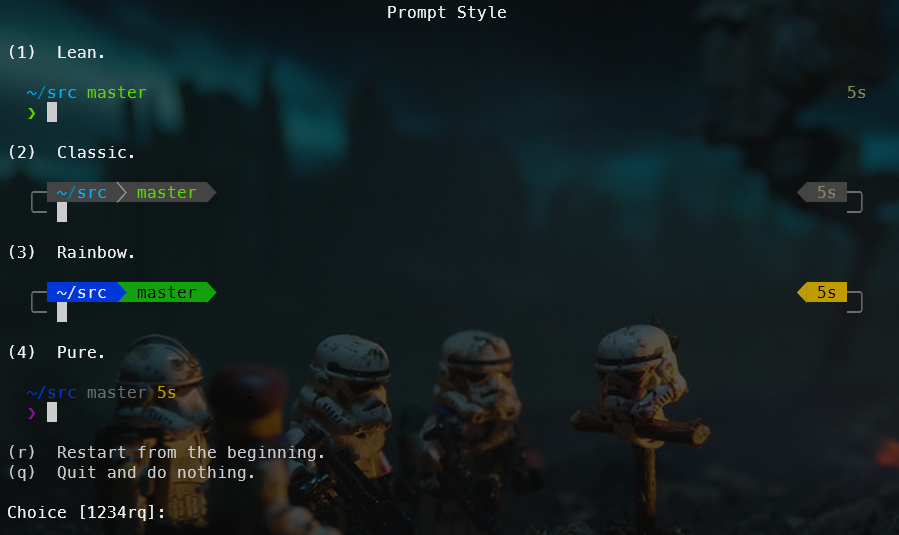 Prompt Style
(1) Lean.
~/src master 5s
❯
(2) Classic.
~/src master 5s
(3) Rainbow.
~/src master 5s
(4) Pure.
~/src master 5s
❯
(r) Restart from the beginning.
(q) Quit and do nothing.
Choice [1234rq]: